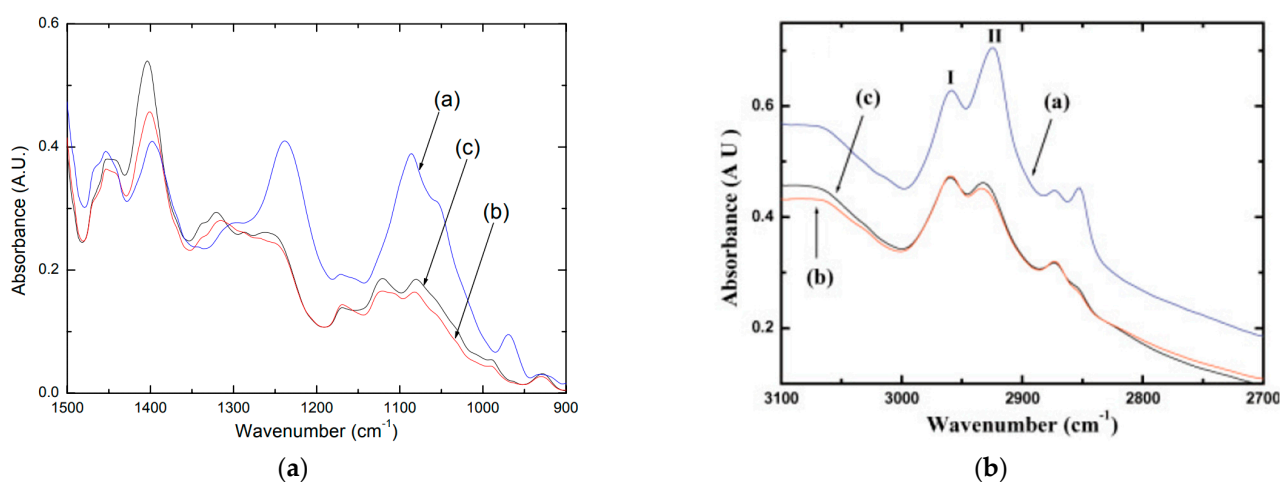 0.6
0.4
0.2
0.0
Absorbance (A.U.)
1500
1400
1300
1200
1100
1000
900
Wavenumber (cm⁻¹)
(a)
(c)
(b)
(a)
0.6
0.4
0.2
Absorbance (A U )
3100
3000
2900
2800
2700
Wavenumber (cm⁻¹)
I
II
(c)
(a)
(b)
(b)